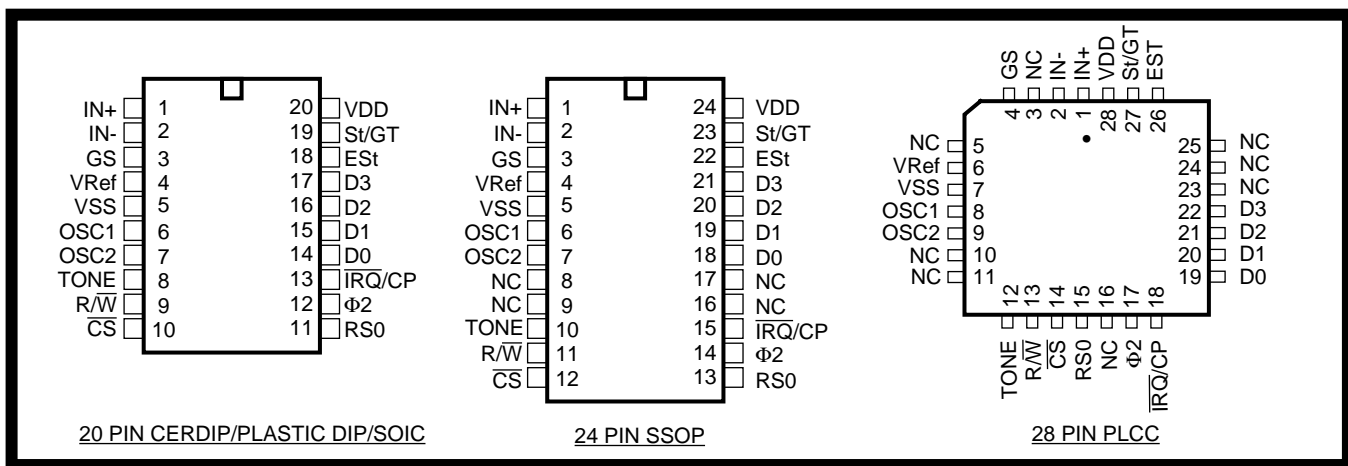 IN+ 1 20 VDD
IN- 2 19 St/GT
GS 3 18 ESt
VRef 4 17 D3
VSS 5 16 D2
OSC1 6 15 D1
OSC2 7 14 D0
TONE 8 13 I̅R̅Q̅/CP
R/W̅ 9 12 Φ2
C̅S̅ 10 11 RS0
20 PIN CERDIP/PLASTIC DIP/SOIC
IN+ 1 24 VDD
IN- 2 23 St/GT
GS 3 22 ESt
VRef 4 21 D3
VSS 5 20 D2
OSC1 6 19 D1
OSC2 7 18 D0
NC 8 17 NC
NC 9 16 NC
TONE 10 15 I̅R̅Q̅/CP
R/W̅ 11 14 Φ2
C̅S̅ 12 13 RS0
24 PIN SSOP
GS NC IN- IN+ VDD St/GT EST
4 3 2 1 28 27 26
NC 5 25 NC
VRef 6 24 NC
VSS 7 23 NC
OSC1 8 22 D3
OSC2 9 21 D2
NC 10 20 D1
NC 11 19 D0
12 13 14 15 16 17 18
TONE R/W̅ C̅S̅ RS0 NC Φ2 I̅R̅Q̅/CP
28 PIN PLCC